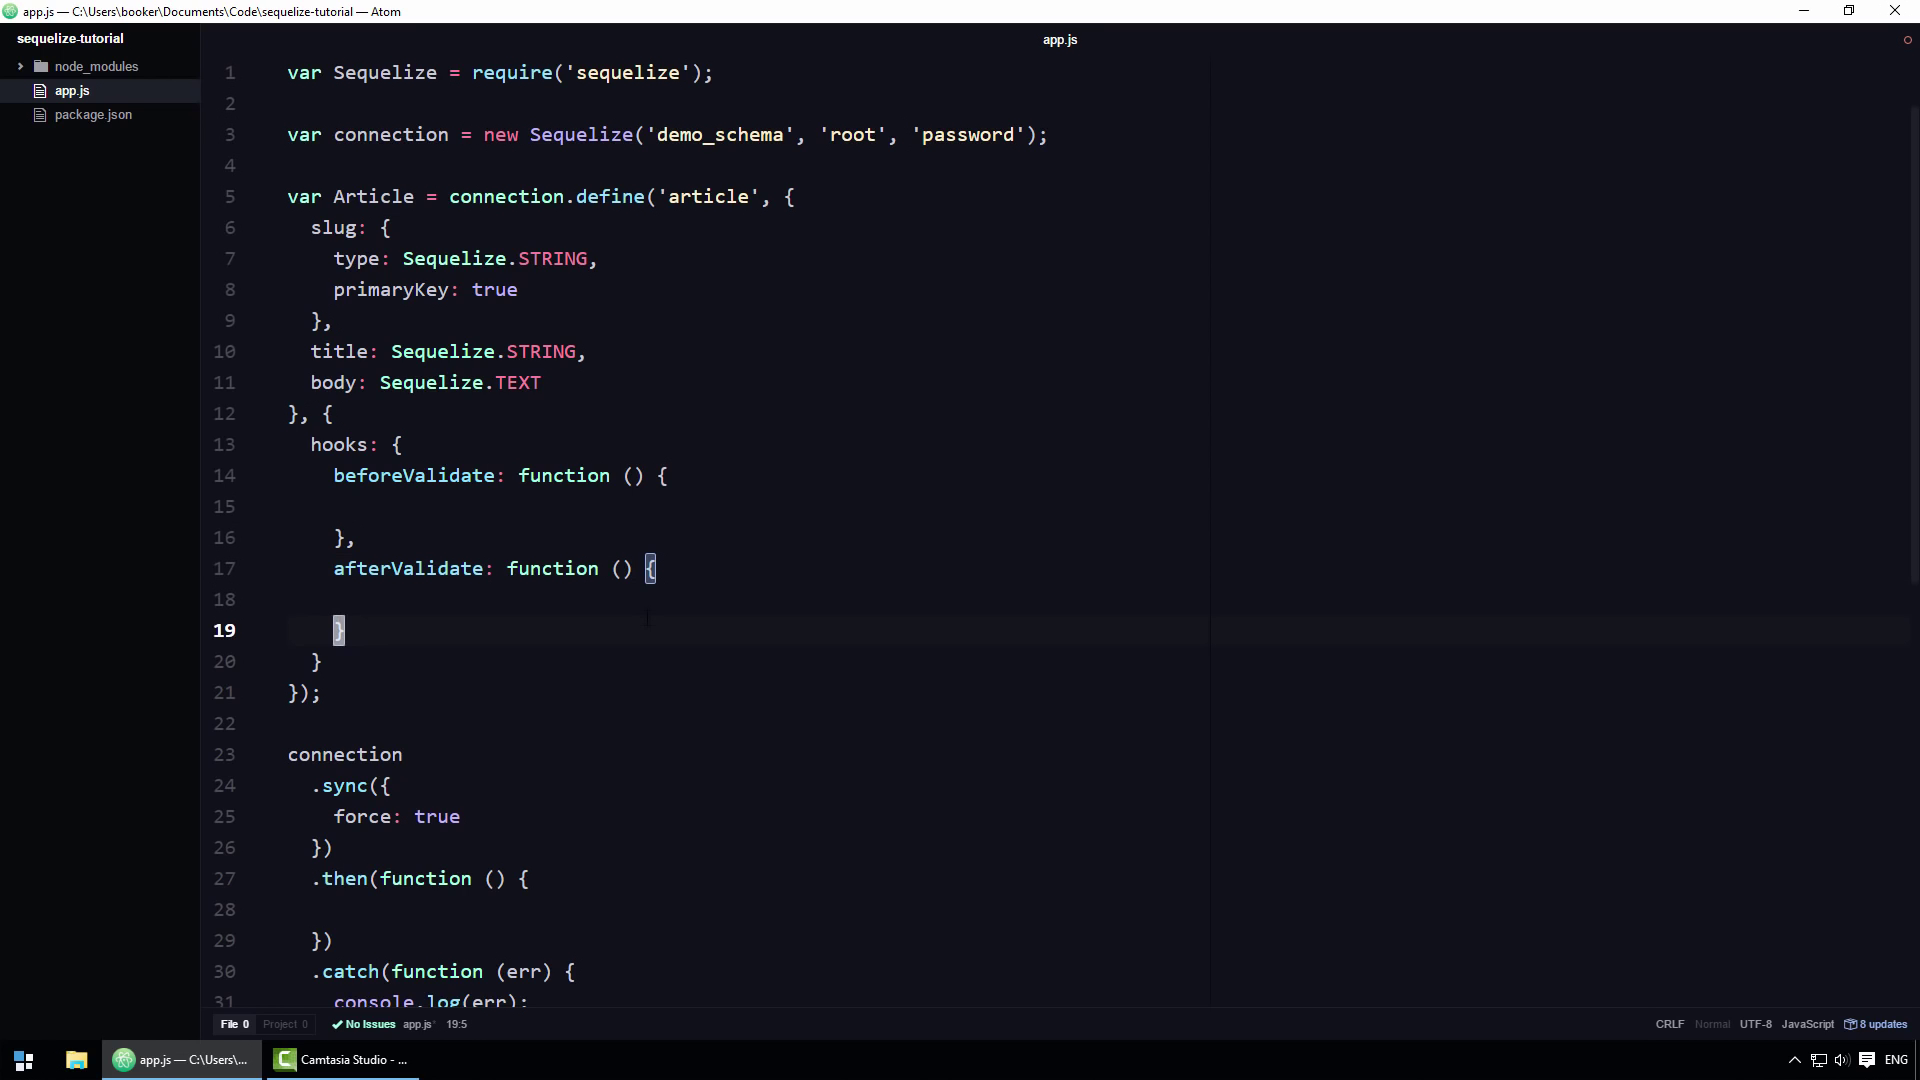 app.js — C:\Users\booker\Documents\Code\sequelize-tutorial — Atom
sequelize-tutorial
node_modules
app.js
package.json
app.js
1 var Sequelize = require('sequelize');
2
3 var connection = new Sequelize('demo_schema', 'root', 'password');
4
5 var Article = connection.define('article', {
6   slug: {
7     type: Sequelize.STRING,
8     primaryKey: true
9   },
10   title: Sequelize.STRING,
11   body: Sequelize.TEXT
12 }, {
13   hooks: {
14     beforeValidate: function () {
15
16     },
17     afterValidate: function () {
18
19     }
20   }
21 });
22
23 connection
24   .sync({
25     force: true
26   })
27   .then(function () {
28
29   })
30   .catch(function (err) {
31     console.log(err);
File 0 Project 0 No Issues app.js* 19:5 CRLF Normal UTF-8 JavaScript 8 updates
app.js — C:\Users\... Camtasia Studio - ... ENG